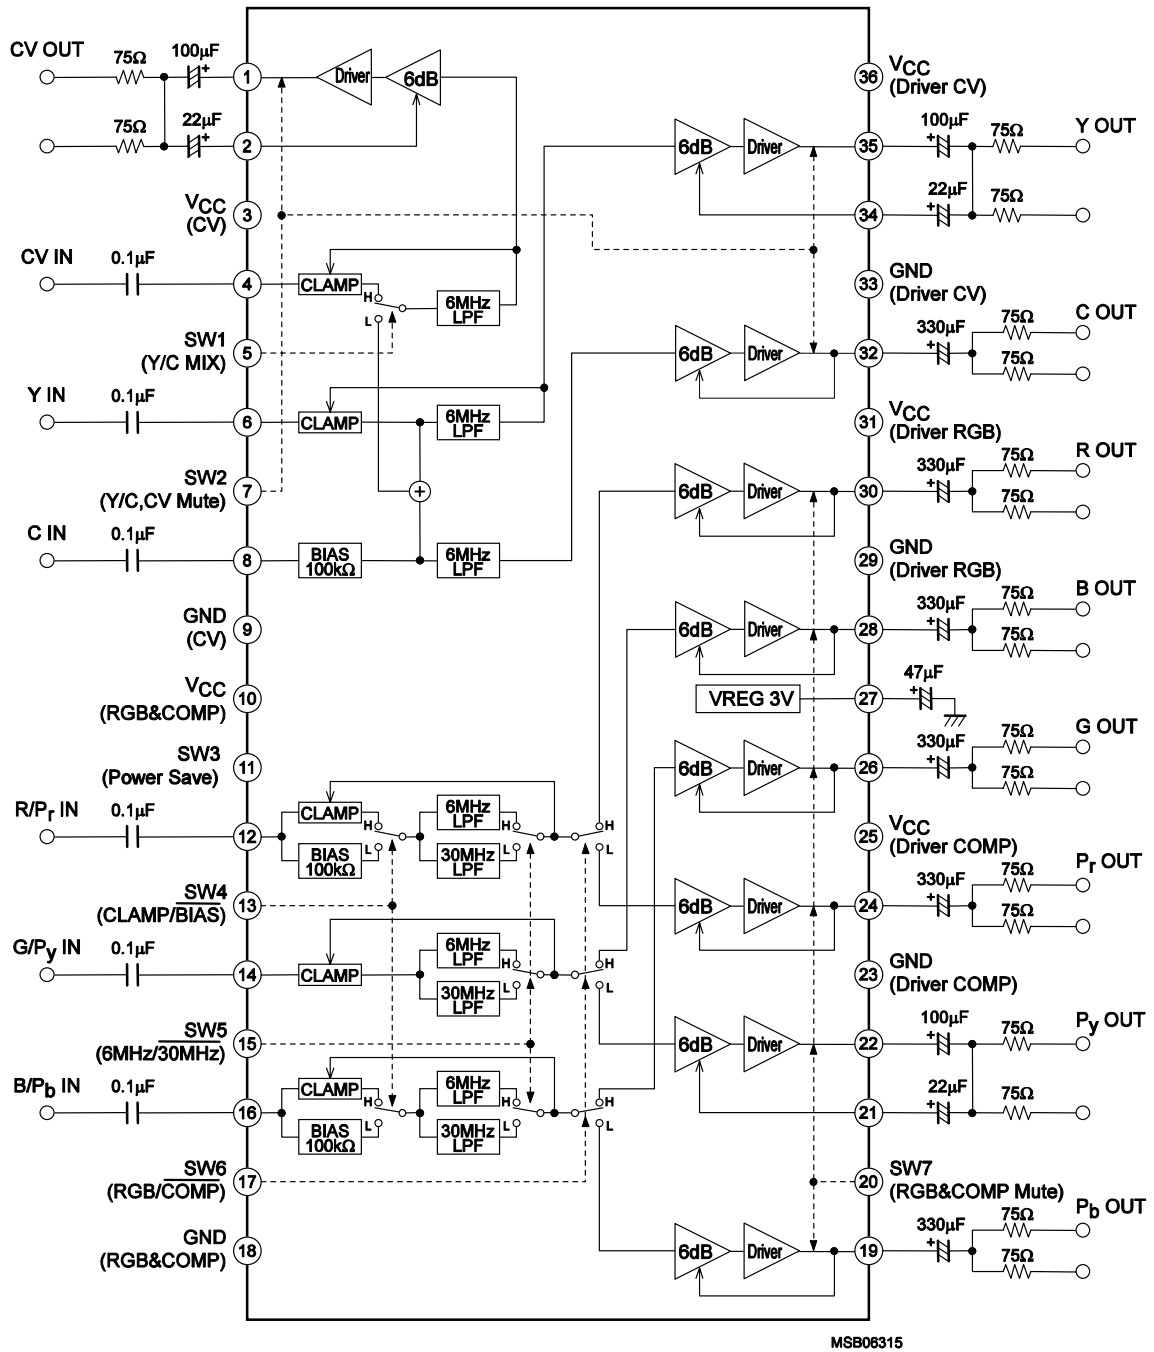 CV OUT
75Ω
100μF
+
1
Driver
6dB
36
VCC
(Driver CV)
75Ω
22μF
+
2
6dB
Driver
35
100μF
+
75Ω
Y OUT
VCC
(CV)
3
34
22μF
+
75Ω
CV IN
0.1μF
4
CLAMP
H
L
6MHz
LPF
33
GND
(Driver CV)
SW1
(Y/C MIX)
5
6dB
Driver
32
330μF
+
75Ω
75Ω
C OUT
Y IN
0.1μF
6
CLAMP
6MHz
LPF
31
VCC
(Driver RGB)
SW2
(Y/C,CV Mute)
7
+
6dB
Driver
30
330μF
+
75Ω
75Ω
R OUT
C IN
0.1μF
8
BIAS
100kΩ
6MHz
LPF
29
GND
(Driver RGB)
GND
(CV)
9
6dB
Driver
28
330μF
+
75Ω
75Ω
B OUT
VCC
(RGB&COMP)
10
VREG 3V
27
47μF
+
SW3
(Power Save)
11
6dB
Driver
26
330μF
+
75Ω
75Ω
G OUT
R/Pr IN
0.1μF
12
CLAMP
BIAS
100kΩ
H
L
6MHz
LPF
30MHz
LPF
H
L
H
L
25
VCC
(Driver COMP)
SW4
(CLAMP/BIAS)
13
6dB
Driver
24
330μF
+
75Ω
75Ω
Pr OUT
G/Py IN
0.1μF
14
CLAMP
6MHz
LPF
30MHz
LPF
H
L
H
L
23
GND
(Driver COMP)
SW5
(6MHz/30MHz)
15
6dB
Driver
22
100μF
+
75Ω
Py OUT
B/Pb IN
0.1μF
16
CLAMP
BIAS
100kΩ
H
L
6MHz
LPF
30MHz
LPF
H
L
H
L
21
22μF
+
75Ω
SW6
(RGB/COMP)
17
20
SW7
(RGB&COMP Mute)
GND
(RGB&COMP)
18
6dB
Driver
19
330μF
+
75Ω
75Ω
Pb OUT
MSB06315